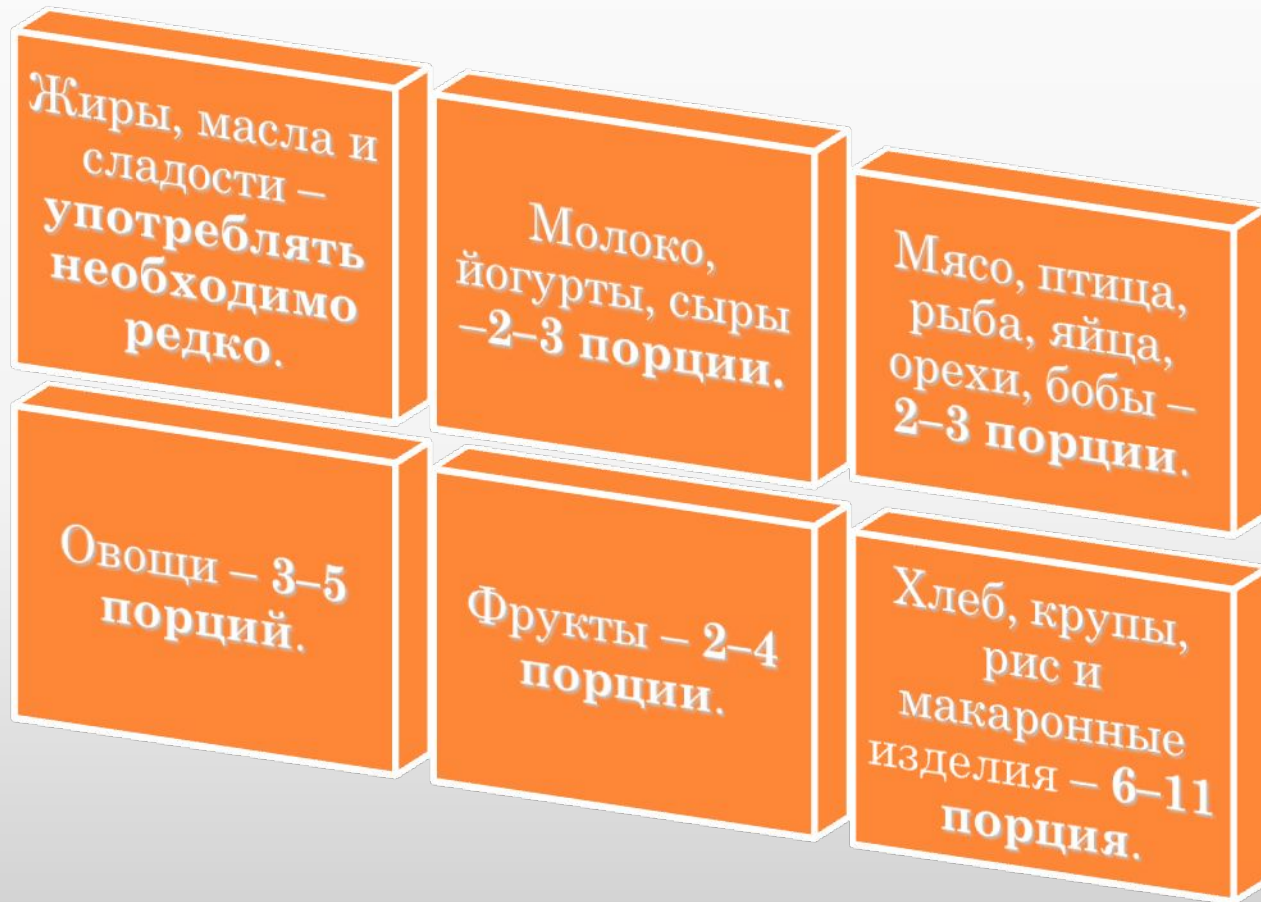 Жиры, масла и
сладости –
употреблять
необходимо
редко.
Молоко,
йогурты, сыры
–2–3 порции.
Мясо, птица,
рыба, яйца,
орехи, бобы –
2–3 порции.
Овощи – 3–5
порций.
Фрукты – 2–4
порции.
Хлеб, крупы,
рис и
макаронные
изделия – 6–11
порция.